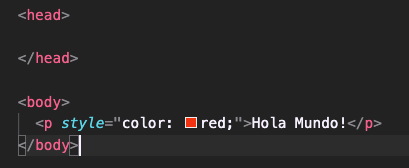 <head>
</head>
<body>
<p style="color: red;">Hola Mundo!</p>
</body>